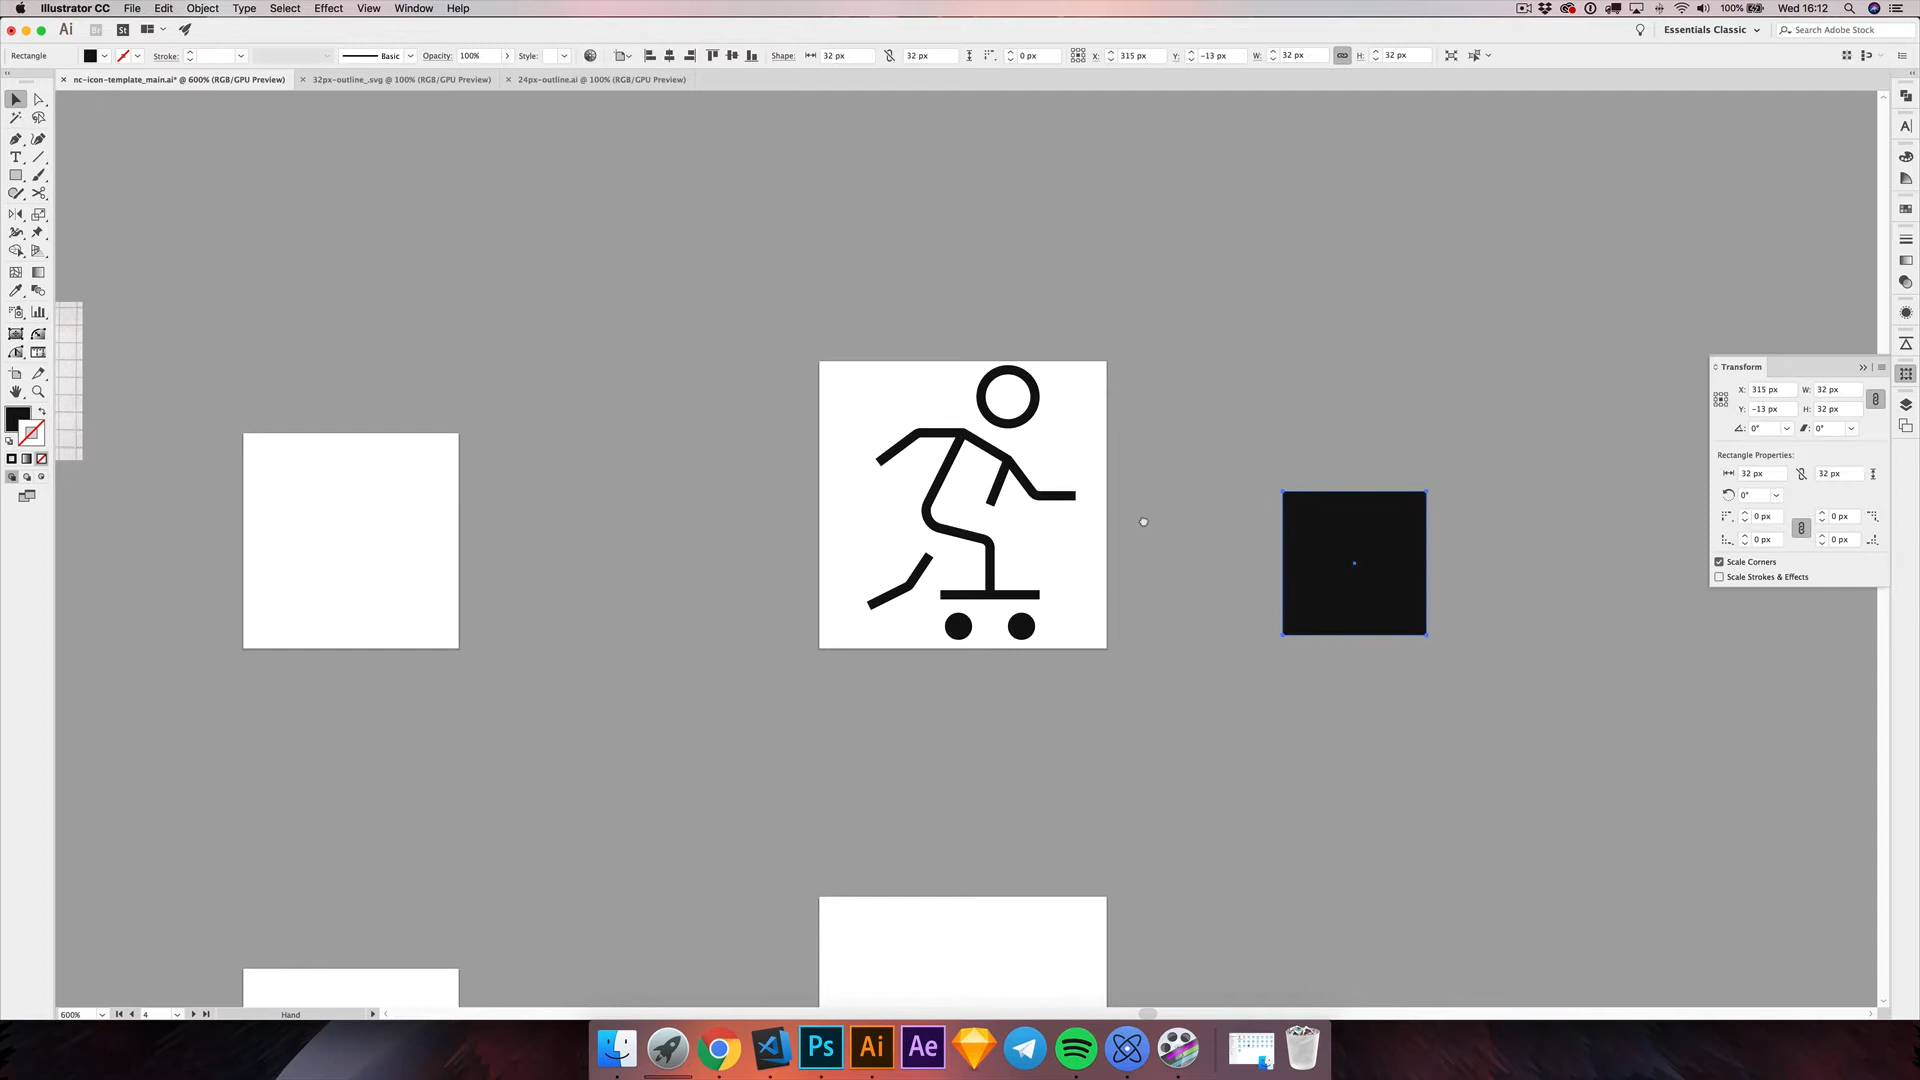 Illustrator CC File Edit Object Type Select Effect View Window Help
100% Wed 16:12
Ai Br St Essentials Classic Search Adobe Stock
Rectangle Stroke: Basic Opacity: 100% Style: Shape: 32 px 32 px 0 px X: 315 px Y: -13 px W: 32 px H: 32 px
nc-icon-template_main.ai* @ 600% (RGB/GPU Preview) 32px-outline_.svg @ 100% (RGB/GPU Preview) 24px-outline.ai @ 100% (RGB/GPU Preview)
Transform
X: 315 px W: 32 px
Y: -13 px H: 32 px
0° 0°
Rectangle Properties:
32 px 32 px
0°
0 px 0 px
0 px 0 px
Scale Corners
Scale Strokes & Effects
600% 4 Hand
Ps Ai Ae